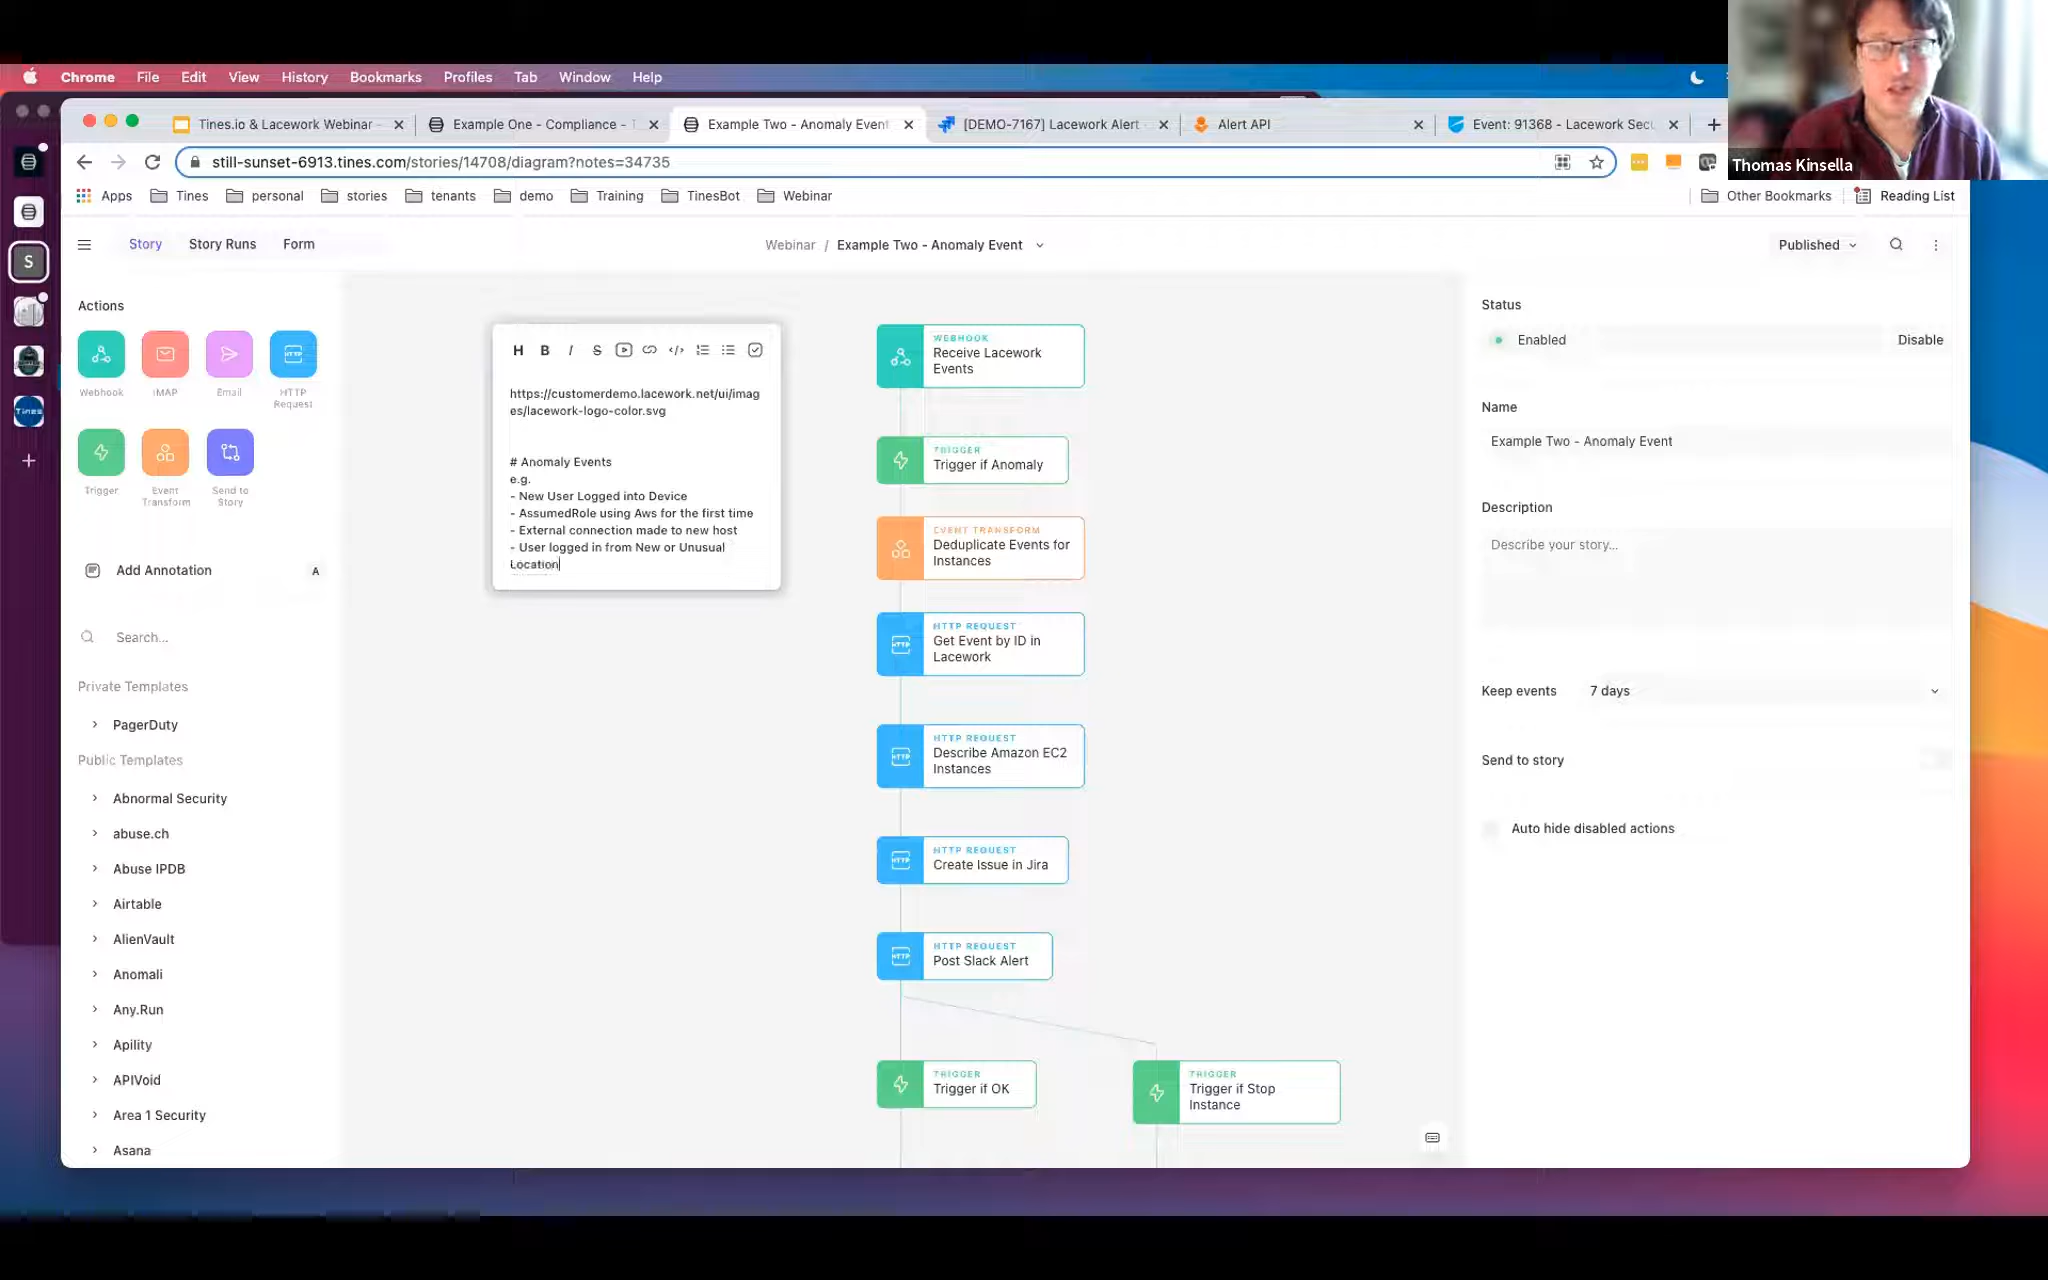 Thomas Kinsella
Chrome File Edit View History Bookmarks Profiles Tab Window Help
Tines.io & Lacework Webinar -
Example One - Compliance -
Example Two - Anomaly Event
[DEMO-7167] Lacework Alert -
Alert API
Event: 91368 - Lacework Secu
still-sunset-6913.tines.com/stories/14708/diagram?notes=34735
Apps Tines personal stories tenants demo Training TinesBot Webinar
Other Bookmarks Reading List
Story Story Runs Form
Webinar / Example Two - Anomaly Event
Published
S
Tines
Actions
Webhook
IMAP
Email
HTTP
Request
Trigger
Event
Transform
Send to
Story
Add Annotation A
Search...
Private Templates
PagerDuty
Public Templates
Abnormal Security
abuse.ch
Abuse IPDB
Airtable
AlienVault
Anomali
Any.Run
Apility
APIVoid
Area 1 Security
Asana
H B I S
https://customerdemo.lacework.net/ui/imag
es/lacework-logo-color.svg
# Anomaly Events
e.g.
- New User Logged into Device
- AssumedRole using Aws for the first time
- External connection made to new host
- User logged in from New or Unusual
Location
WEBHOOK
Receive Lacework
Events
TRIGGER
Trigger if Anomaly
EVENT TRANSFORM
Deduplicate Events for
Instances
HTTP
HTTP REQUEST
Get Event by ID in
Lacework
HTTP
HTTP REQUEST
Describe Amazon EC2
Instances
HTTP
HTTP REQUEST
Create Issue in Jira
HTTP
HTTP REQUEST
Post Slack Alert
TRIGGER
Trigger if OK
TRIGGER
Trigger if Stop
Instance
Status
Enabled Disable
Name
Example Two - Anomaly Event
Description
Describe your story...
Keep events 7 days
Send to story
Auto hide disabled actions